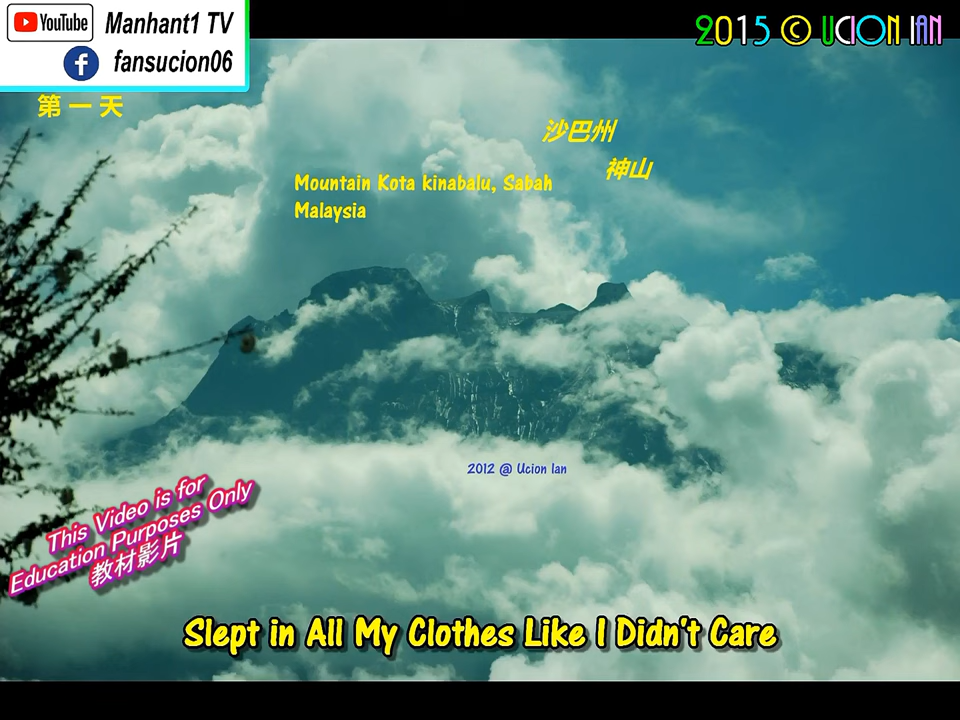 YouTube Manhant1 TV
fansucion06
2015 © UCION IAN
第一天
沙巴州
神山
Mountain Kota kinabalu, Sabah
Malaysia
2012 @ Ucion Ian
This Video is for
Education Purposes Only
教材影片
Slept in All My Clothes Like I Didn't Care